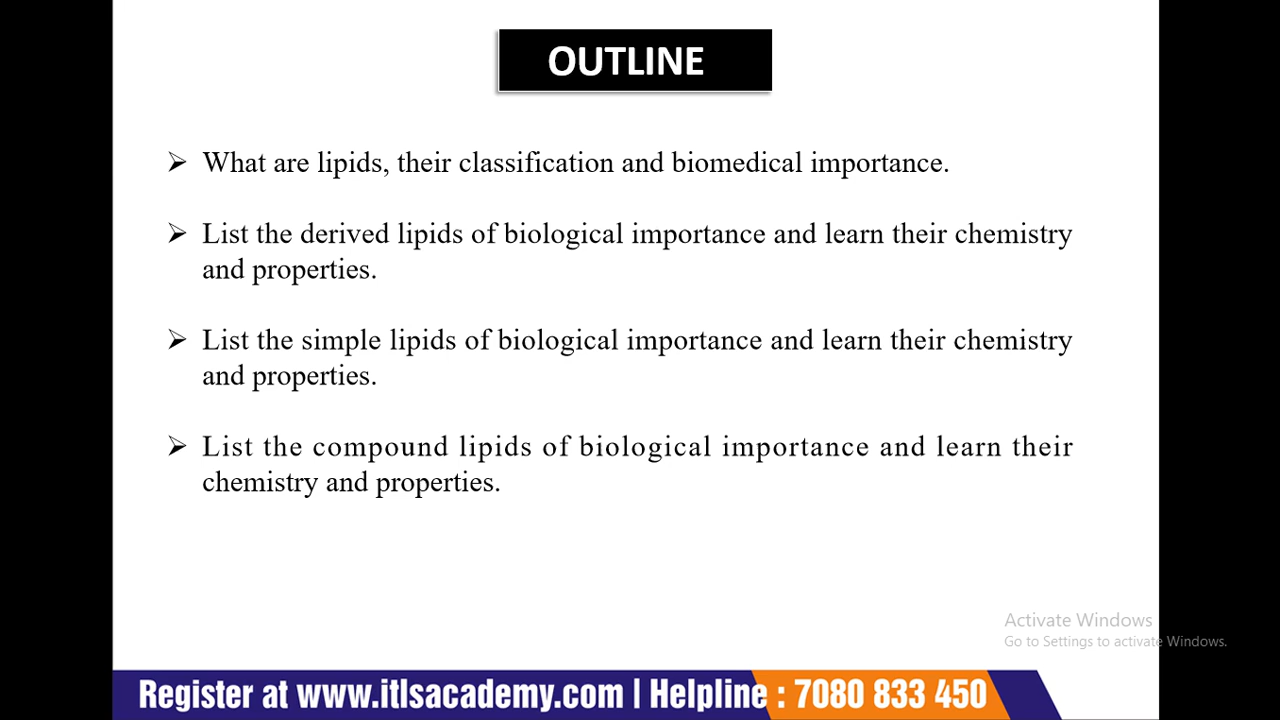 OUTLINE
➢ What are lipids, their classification and biomedical importance.
➢ List the derived lipids of biological importance and learn their chemistry
and properties.
➢ List the simple lipids of biological importance and learn their chemistry
and properties.
➢ List the compound lipids of biological importance and learn their
chemistry and properties.
Activate Windows
Go to Settings to activate Windows.
Register at www.itlsacademy.com | Helpline : 7080 833 450